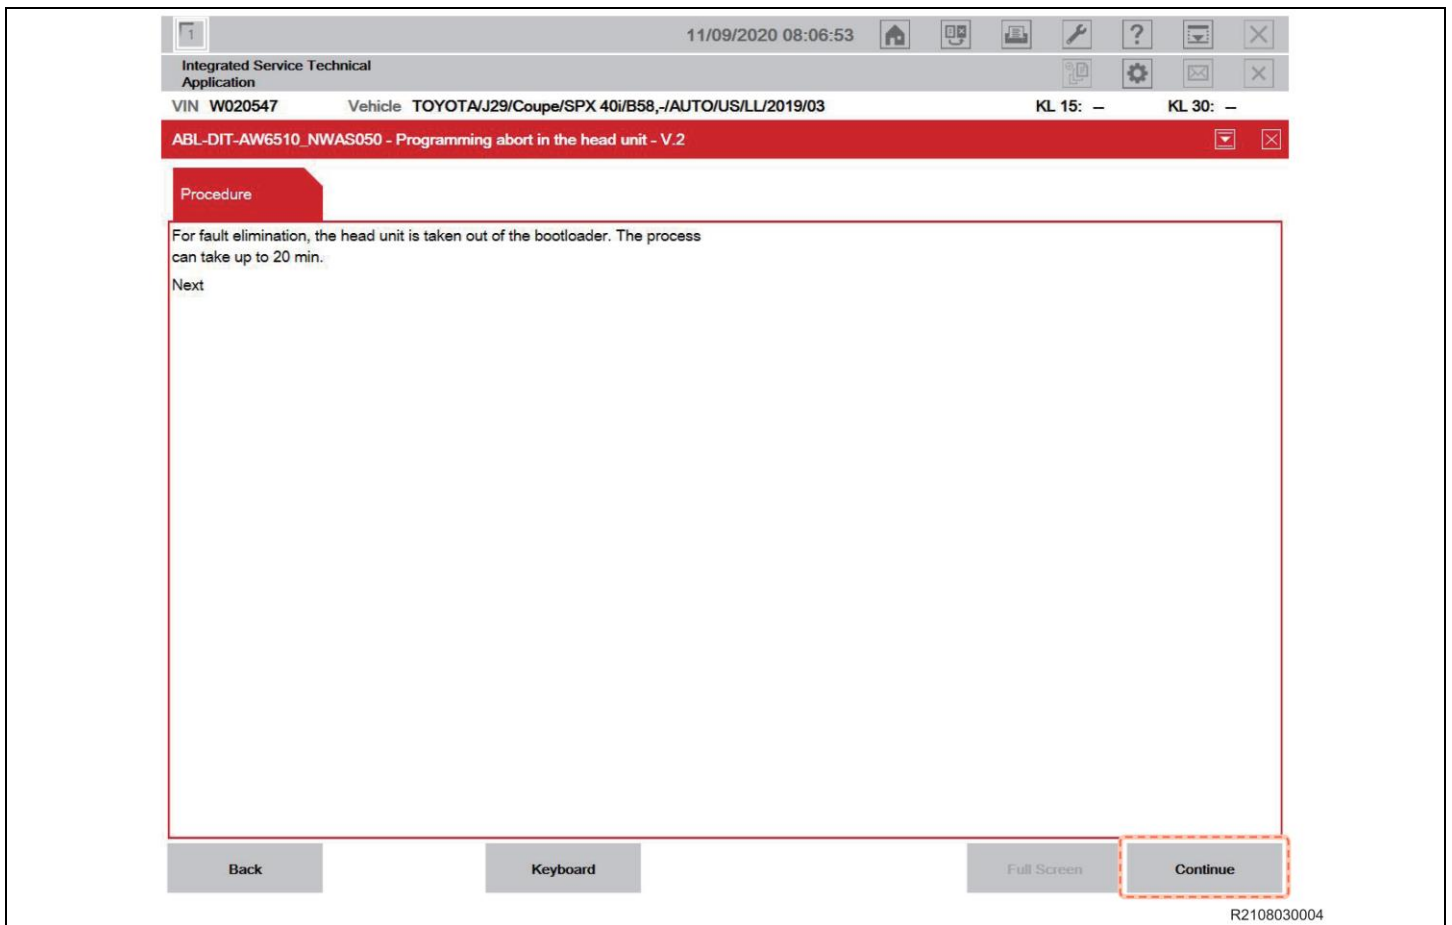 1
11/09/2020 08:06:53
?
Integrated Service Technical
Application
VIN W020547 Vehicle TOYOTA/J29/Coupe/SPX 40i/B58,-/AUTO/US/LL/2019/03 KL 15: – KL 30: –
ABL-DIT-AW6510_NWAS050 - Programming abort in the head unit - V.2
Procedure
For fault elimination, the head unit is taken out of the bootloader. The process
can take up to 20 min.
Next
Back Keyboard Full Screen Continue
R2108030004